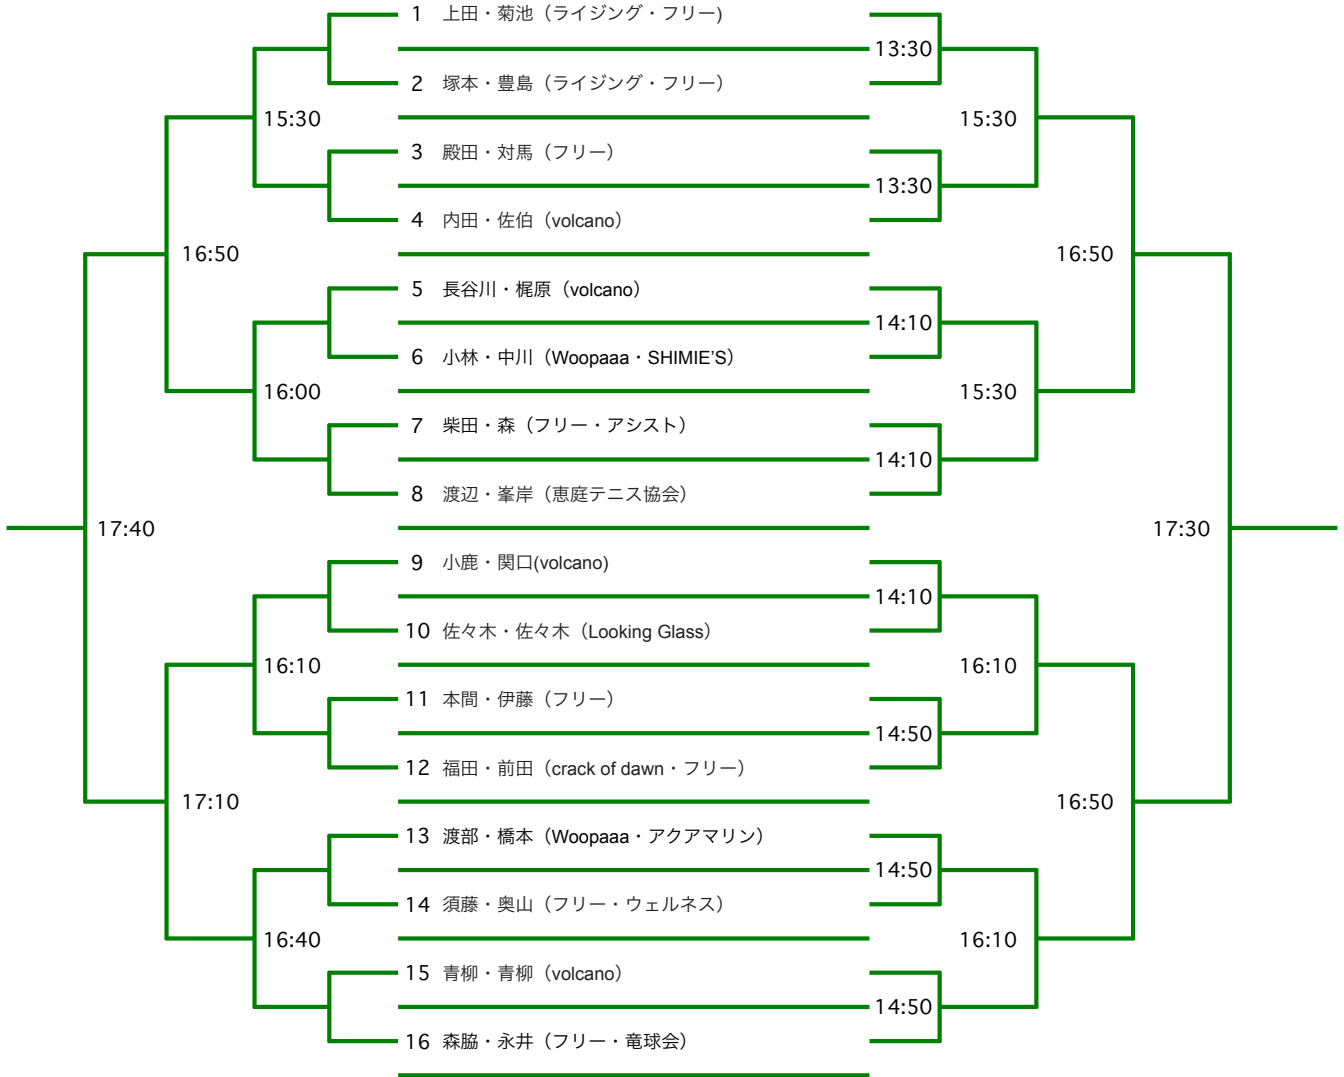 1 上田・菊池（ライジング・フリー)
13:30
2 塚本・豊島（ライジング・フリー）
15:30
15:30
3 殿田・対馬（フリー）
13:30
4 内田・佐伯（volcano）
16:50
16:50
5 長谷川・梶原（volcano）
14:10
6 小林・中川（Woopaaa・SHIMIE'S）
16:00
15:30
7 柴田・森（フリー・アシスト）
14:10
8 渡辺・峯岸（恵庭テニス協会）
17:40
17:30
9 小鹿・関口(volcano)
14:10
10 佐々木・佐々木（Looking Glass）
16:10
16:10
11 本間・伊藤（フリー）
14:50
12 福田・前田（crack of dawn・フリー）
17:10
16:50
13 渡部・橋本（Woopaaa・アクアマリン）
14:50
14 須藤・奥山（フリー・ウェルネス）
16:40
16:10
15 青柳・青柳（volcano）
14:50
16 森脇・永井（フリー・竜球会）